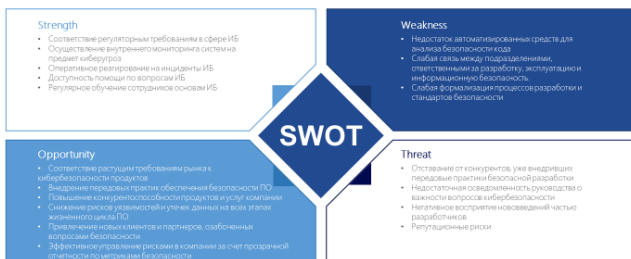 Strength
• Соответствие регуляторным требованиям в сфере ИБ
• Осуществление внутреннего мониторинга систем на
предмет киберугроз
• Оперативное реагирование на инциденты ИБ
• Доступность помощи по вопросам ИБ
• Регулярное обучение сотрудников основам ИБ
Weakness
• Недостаток автоматизированных средств для
анализа безопасности кода
• Слабая связь между подразделениями,
ответственными за разработку, эксплуатацию и
информационную безопасность
• Слабая формализация процессов разработки и
стандартов безопасности
SWOT
Opportunity
• Соответствие растущим требованиям рынка к
кибербезопасности продуктов
• Внедрение передовых практик обеспечения безопасности ПО
• Повышение конкурентоспособности продуктов и услуг компании
• Снижение рисков уязвимостей и утечек данных на всех этапах
жизненного цикла ПО
• Привлечение новых клиентов и партнеров, озабоченных
вопросами безопасности
• Эффективное управление рисками в компании за счет прозрачной
отчетности по метрикам безопасности
Threat
• Отставание от конкурентов, уже внедривших
передовые практики безопасной разработки
• Недостаточная осведомленность руководства о
важности вопросов кибербезопасности
• Негативное восприятие нововведений частью
разработчиков
• Репутационные риски